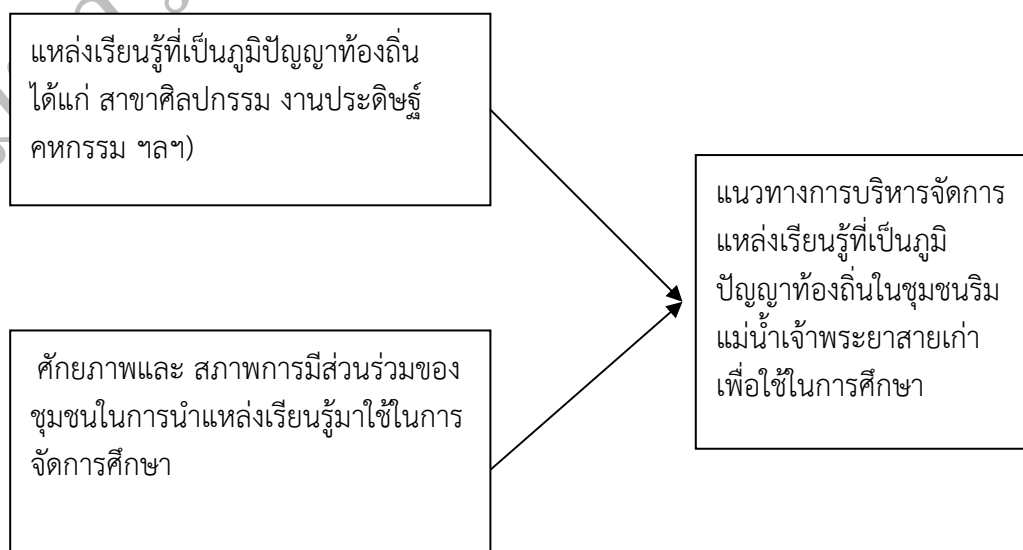 แหล่งเรียนรู้ที่เป็นภูมิปัญญาท้องถิ่น
ได้แก่ สาขาศิลปกรรม งานประดิษฐ์
คหกรรม ฯลฯ)
แนวทางการบริหารจัดการ
แหล่งเรียนรู้ที่เป็นภูมิ
ปัญญาท้องถิ่นในชุมชนริม
แม่น้ำเจ้าพระยาสายเก่า
เพื่อใช้ในการศึกษา
ศักยภาพและ สภาพการมีส่วนร่วมของ
ชุมชนในการนำแหล่งเรียนรู้มาใช้ในการ
จัดการศึกษา